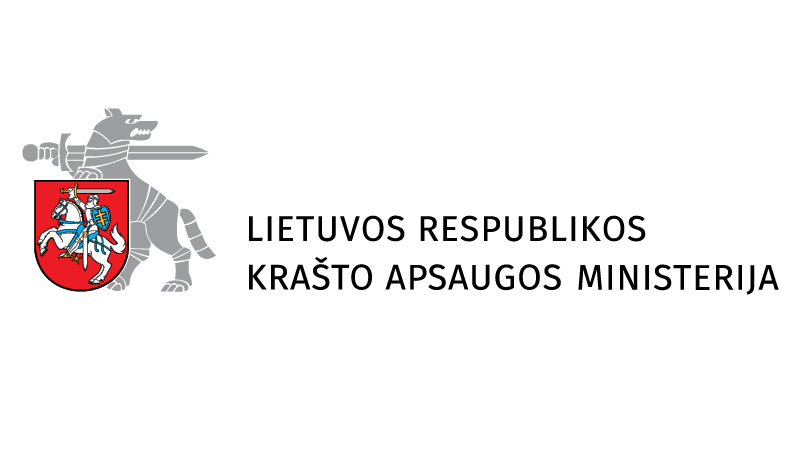 LIETUVOS RESPUBLIKOS
KRAŠTO APSAUGOS MINISTERIJA